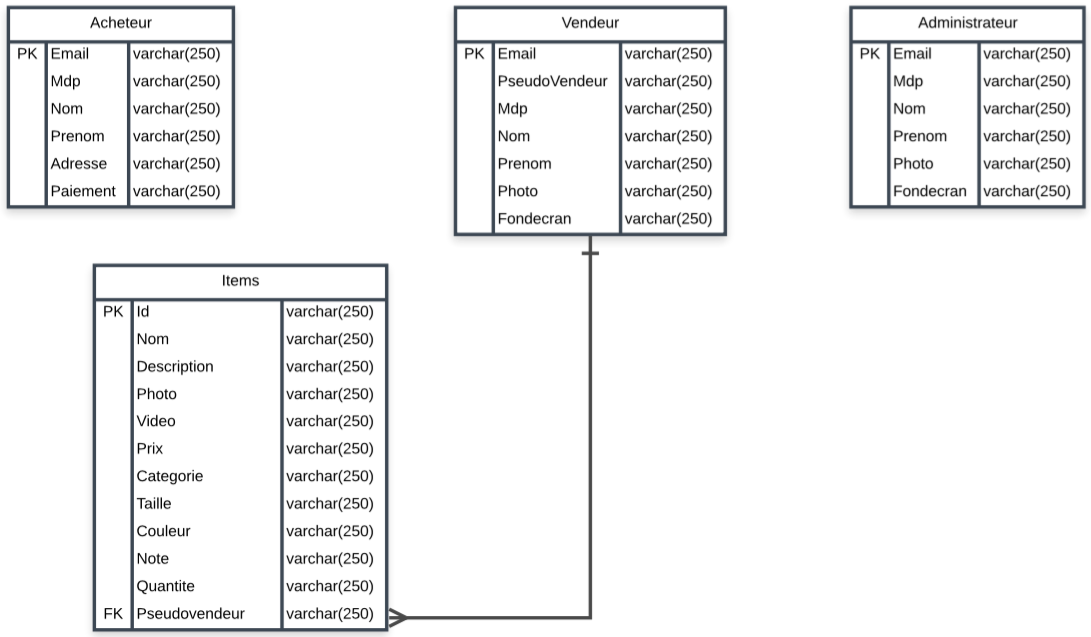 Acheteur
PK Email varchar(250)
Mdp varchar(250)
Nom varchar(250)
Prenom varchar(250)
Adresse varchar(250)
Paiement varchar(250)
Vendeur
PK Email varchar(250)
PseudoVendeur varchar(250)
Mdp varchar(250)
Nom varchar(250)
Prenom varchar(250)
Photo varchar(250)
Fondecran varchar(250)
Administrateur
PK Email varchar(250)
Mdp varchar(250)
Nom varchar(250)
Prenom varchar(250)
Photo varchar(250)
Fondecran varchar(250)
Items
PK Id varchar(250)
Nom varchar(250)
Description varchar(250)
Photo varchar(250)
Video varchar(250)
Prix varchar(250)
Categorie varchar(250)
Taille varchar(250)
Couleur varchar(250)
Note varchar(250)
Quantite varchar(250)
FK Pseudovendeur varchar(250)